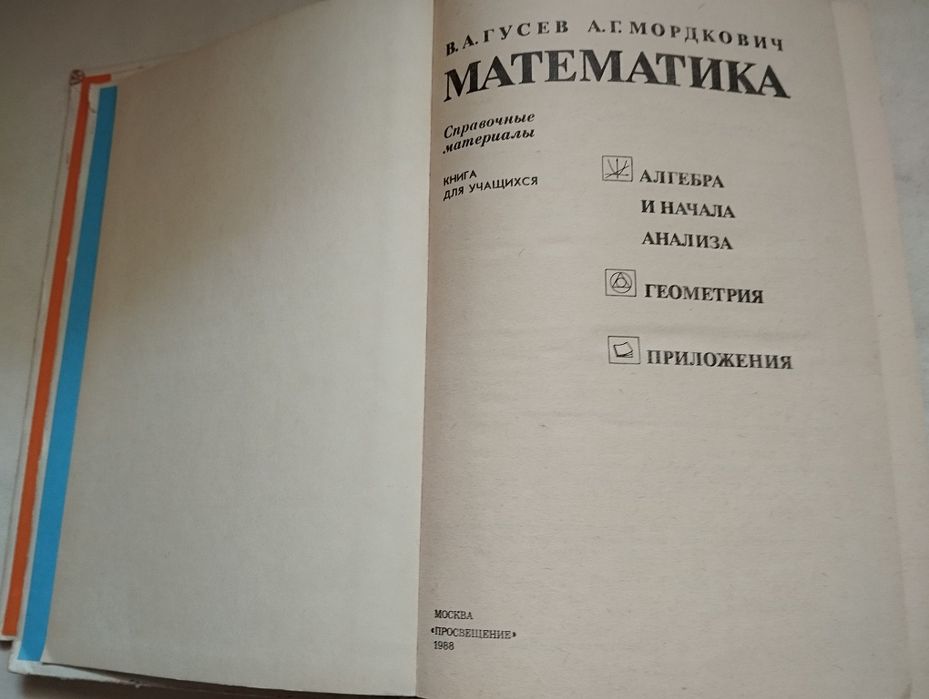 В. А. ГУСЕВ А. Г. МОРДКОВИЧ
МАТЕМАТИКА
Справочные
материалы
КНИГА
ДЛЯ УЧАЩИХСЯ
АЛГЕБРА
И НАЧАЛА
АНАЛИЗА
ГЕОМЕТРИЯ
ПРИЛОЖЕНИЯ
МОСКВА
«ПРОСВЕЩЕНИЕ»
1988